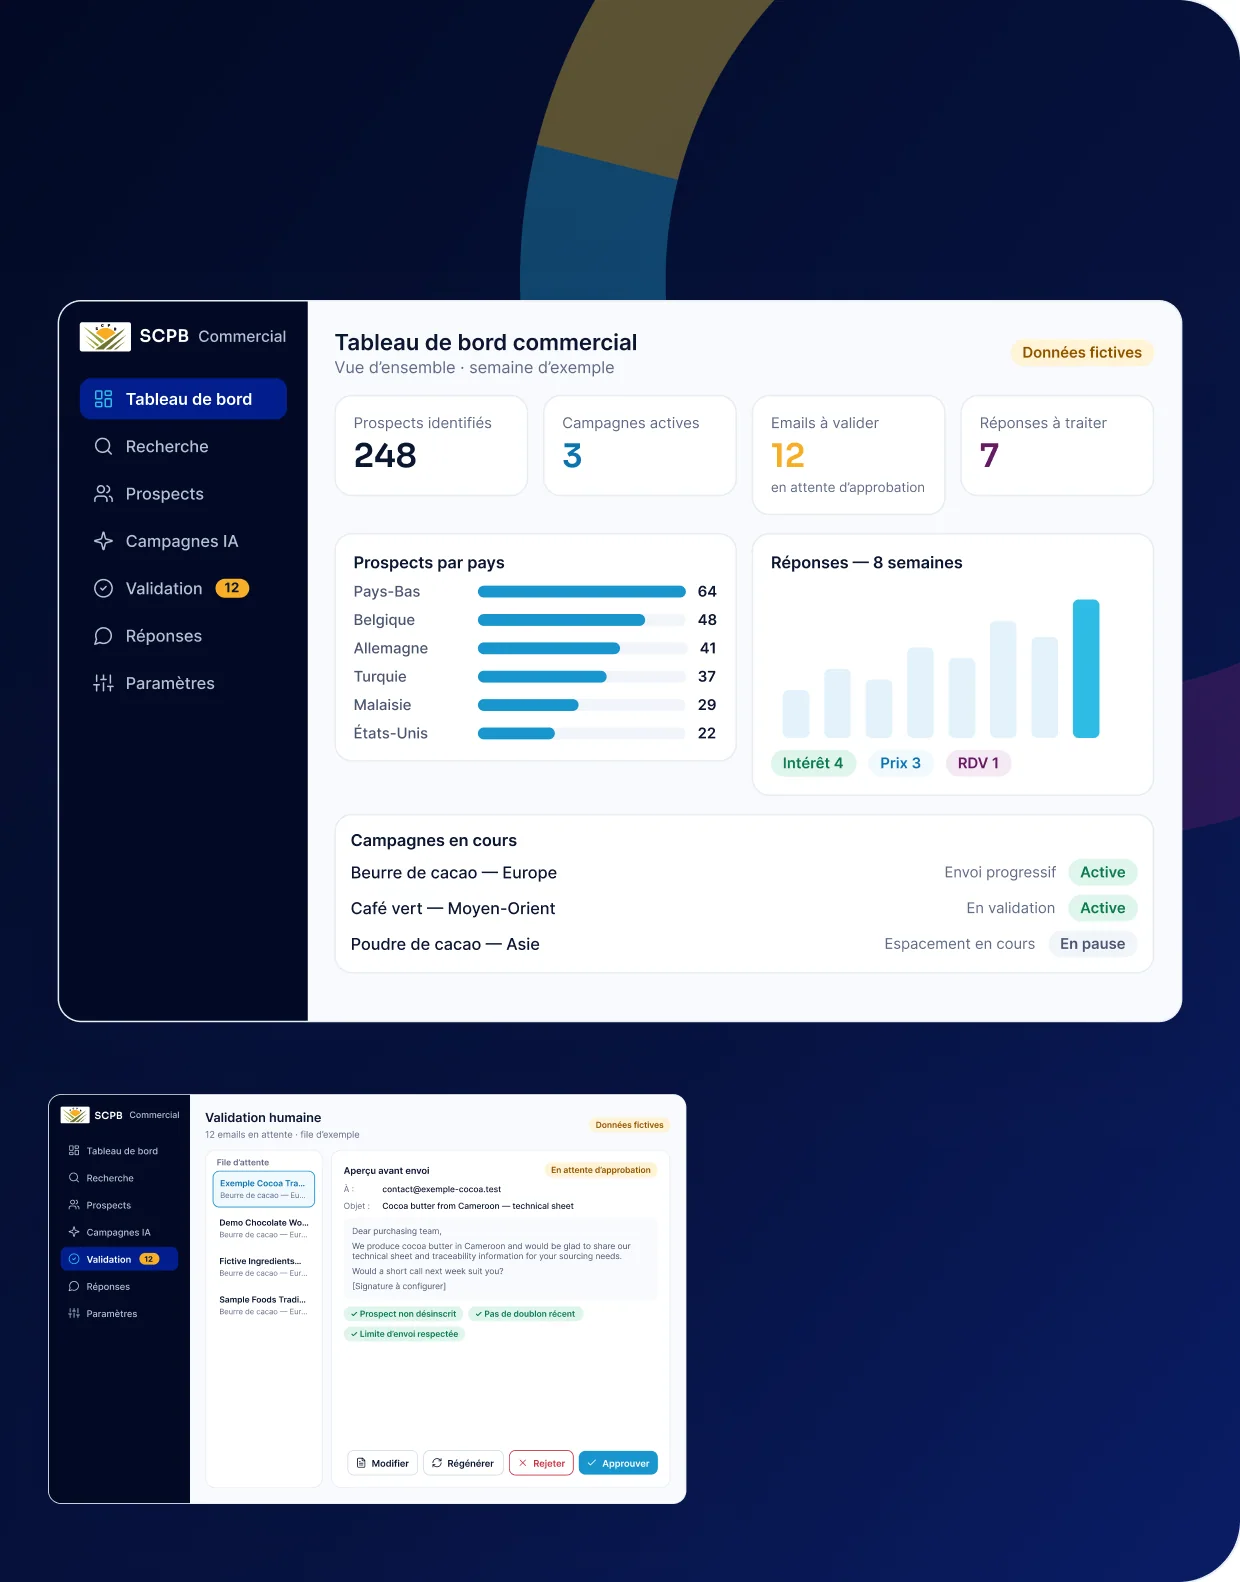 SCPB Commercial
Tableau de bord
Recherche
Prospects
Campagnes IA
Validation 12
Réponses
Paramètres
Tableau de bord commercial
Vue d’ensemble · semaine d’exemple
Données fictives
Prospects identifiés
248
Campagnes actives
3
Emails à valider
12
en attente d’approbation
Réponses à traiter
7
Prospects par pays
Pays-Bas 64
Belgique 48
Allemagne 41
Turquie 37
Malaisie 29
États-Unis 22
Réponses — 8 semaines
Intérêt 4 Prix 3 RDV 1
Campagnes en cours
Beurre de cacao — Europe Envoi progressif Active
Café vert — Moyen-Orient En validation Active
Poudre de cacao — Asie Espacement en cours En pause
SCPB Commercial
Tableau de bord
Recherche
Prospects
Campagnes IA
Validation 12
Réponses
Paramètres
Validation humaine
12 emails en attente · file d’exemple
Données fictives
File d’attente
Exemple Cocoa Tra...
Beurre de cacao — Eu...
Demo Chocolate Wo...
Beurre de cacao — Eur...
Fictive Ingredients...
Beurre de cacao — Eur...
Sample Foods Tradi...
Beurre de cacao — Eur...
Aperçu avant envoi
En attente d’approbation
À : contact@exemple-cocoa.test
Objet : Cocoa butter from Cameroon — technical sheet
Dear purchasing team,
We produce cocoa butter in Cameroon and would be glad to share our
technical sheet and traceability information for your sourcing needs.
Would a short call next week suit you?
[Signature à configurer]
✓ Prospect non désinscrit ✓ Pas de doublon récent
✓ Limite d’envoi respectée
Modifier Régénérer Rejeter Approuver